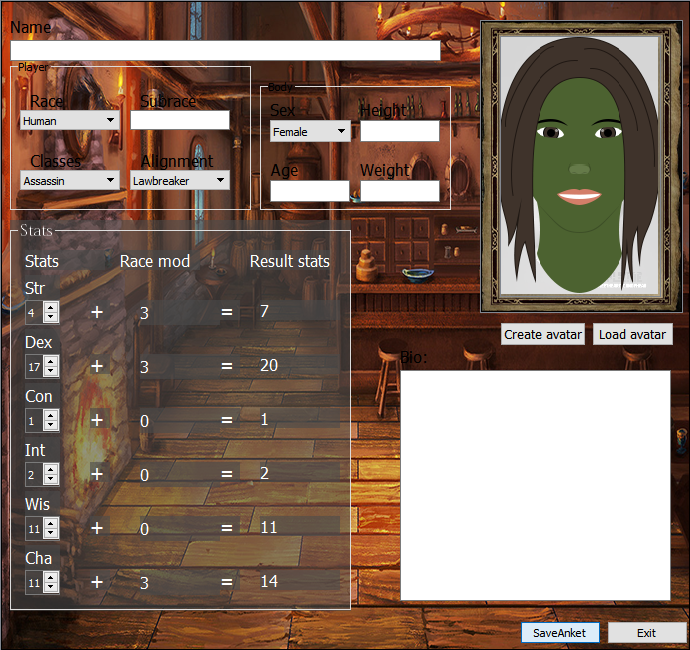 Name
Player
Race
Subrace
Human
Classes
Alignment
Assassin
Lawbreaker
Body
Sex
Height
Female
Age
Weight
Create avatar
Load avatar
Stats
Stats Race mod Result stats
Str
4 + 3 = 7
Dex
17 + 3 = 20
Con
1 + 0 = 1
Int
2 + 0 = 2
Wis
11 + 0 = 11
Cha
11 + 3 = 14
Bio:
SaveAnket
Exit